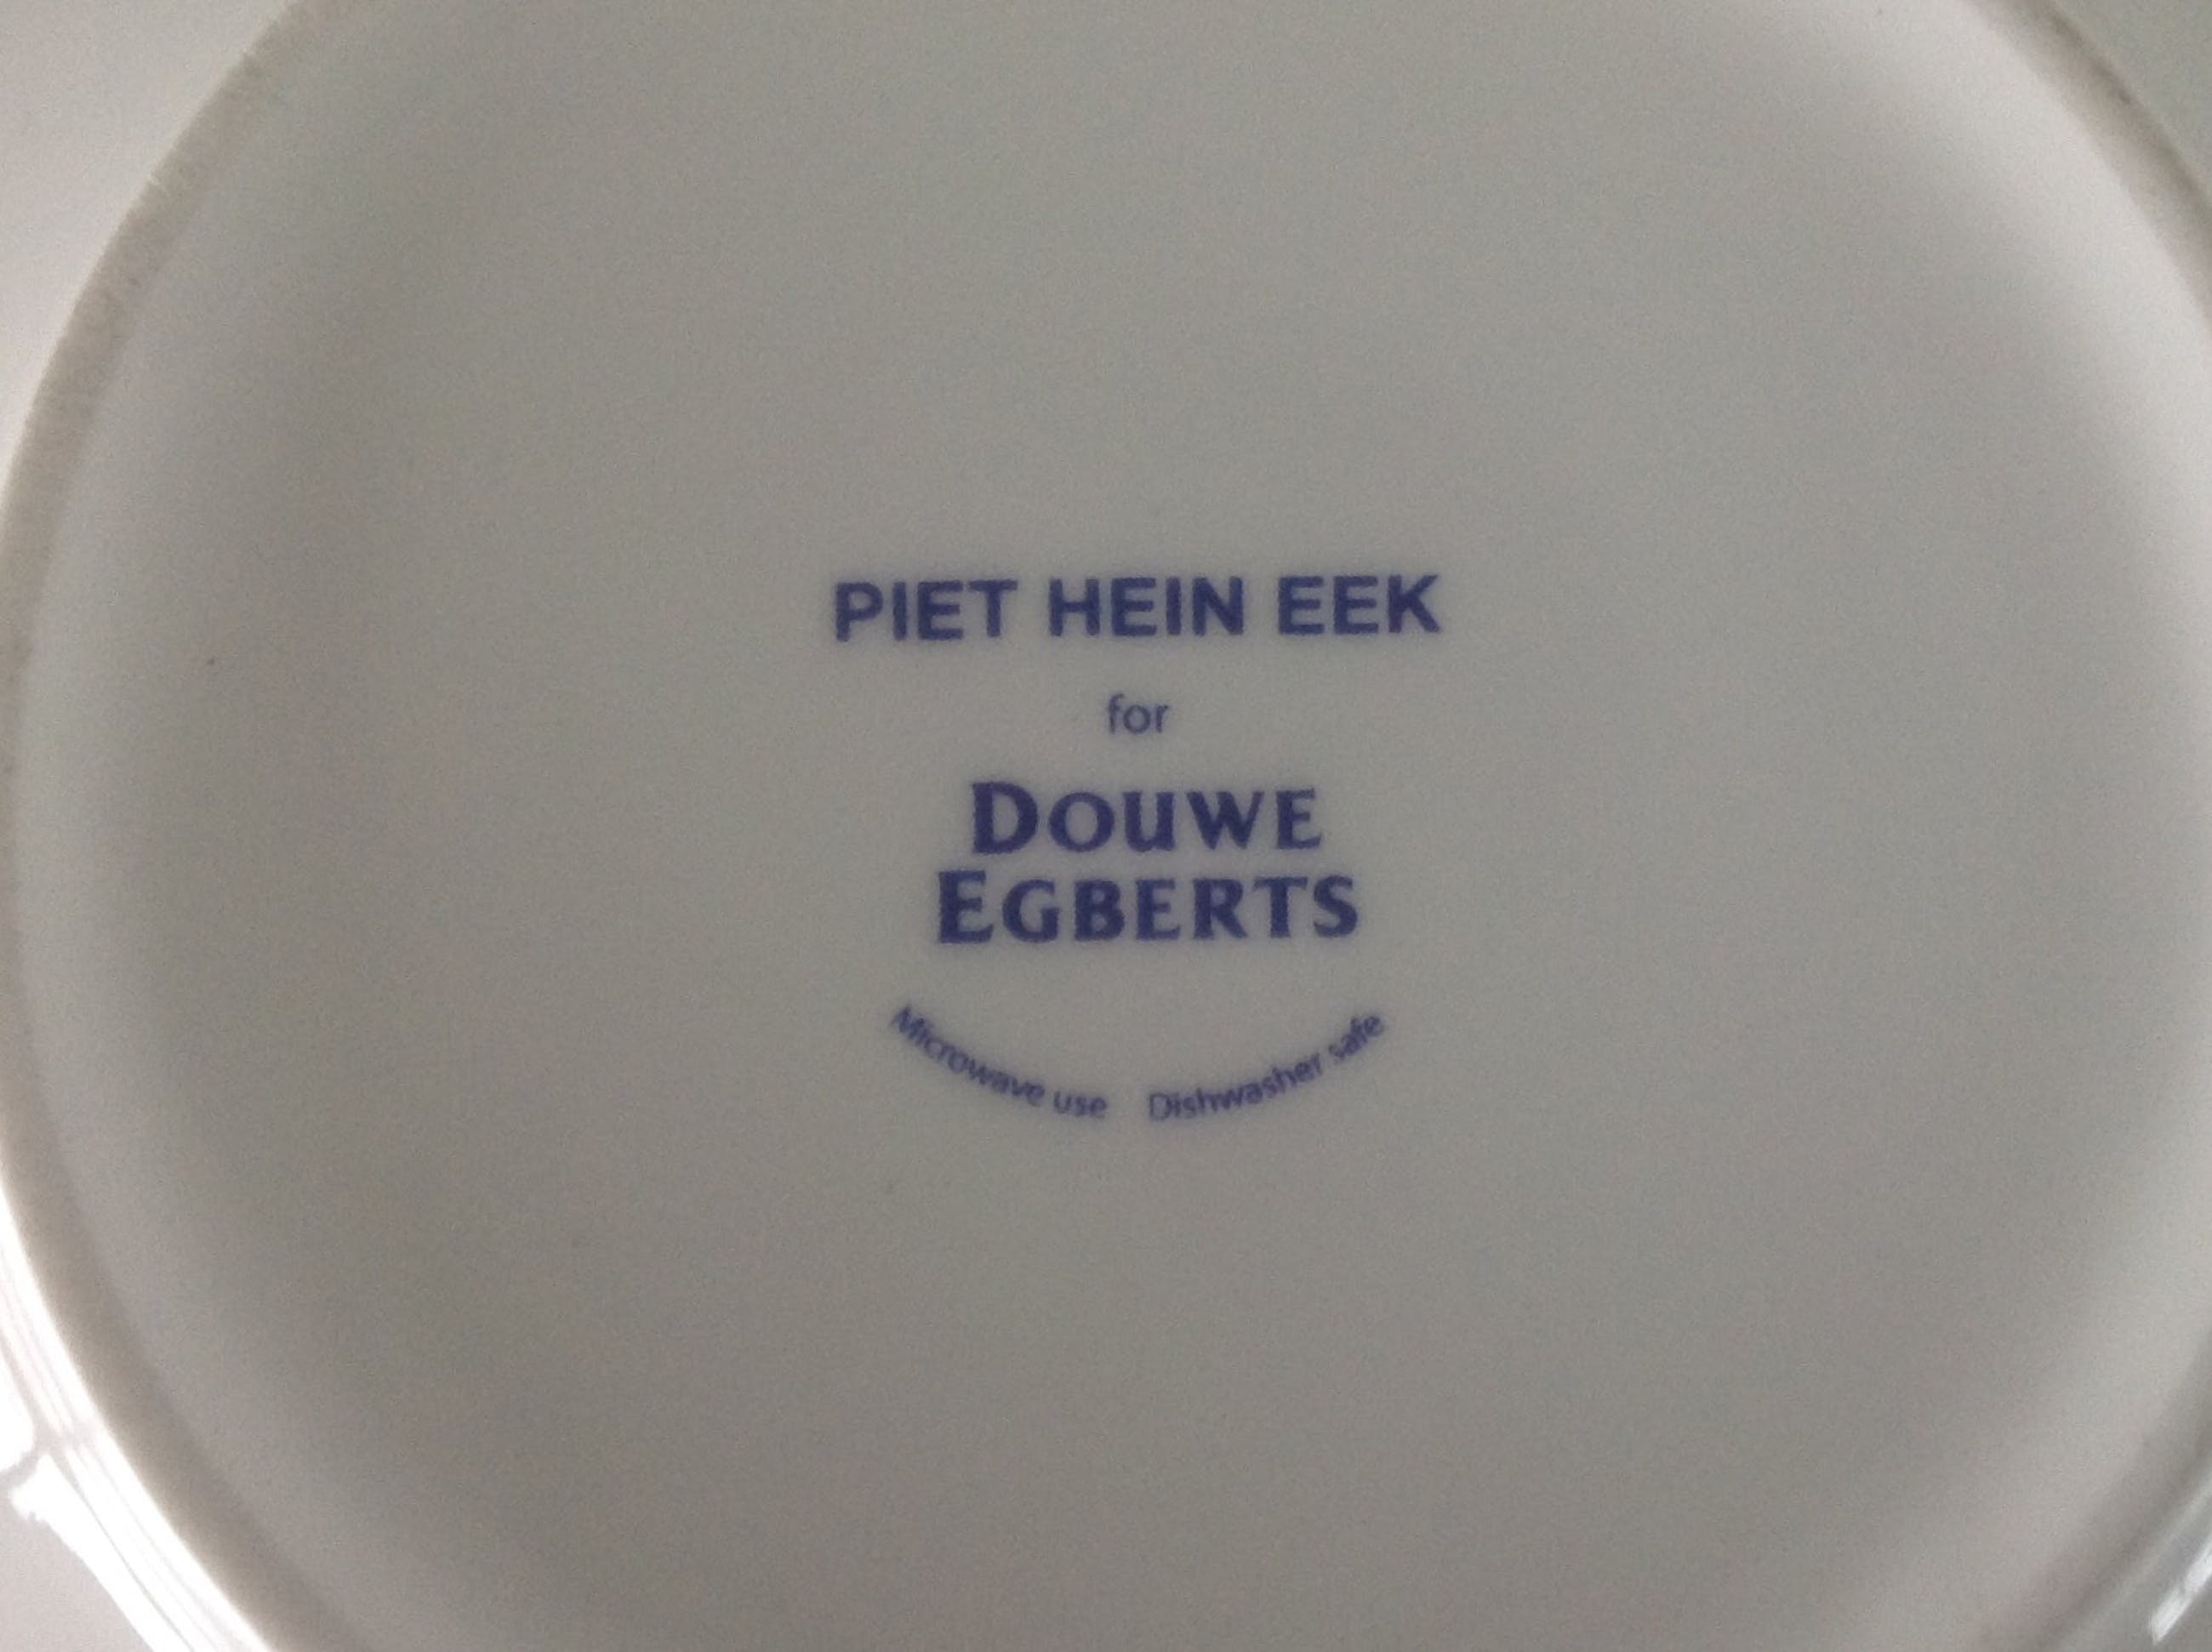 PIET HEIN EEK
for
DOUWE
EGBERTS
Microwave use Dishwasher safe